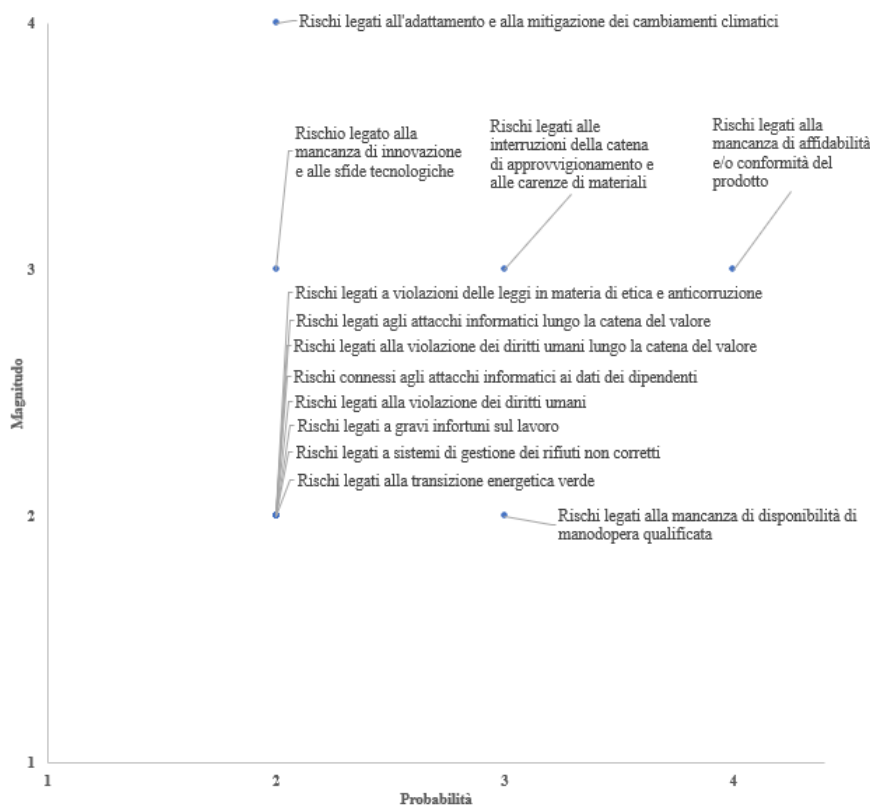 4
Rischi legati all'adattamento e alla mitigazione dei cambiamenti climatici
Rischio legato alla
mancanza di innovazione
e alle sfide tecnologiche
Rischi legati alle
interruzioni della catena
di approvvigionamento e
alle carenze di materiali
Rischi legati alla
mancanza di affidabilità
e/o conformità del
prodotto
3
Rischi legati a violazioni delle leggi in materia di etica e anticorruzione
Rischi legati agli attacchi informatici lungo la catena del valore
Rischi legati alla violazione dei diritti umani lungo la catena del valore
Rischi connessi agli attacchi informatici ai dati dei dipendenti
Rischi legati alla violazione dei diritti umani
Rischi legati a gravi infortuni sul lavoro
Rischi legati a sistemi di gestione dei rifiuti non corretti
Rischi legati alla transizione energetica verde
Magnitudo
2
Rischi legati alla mancanza di disponibilità di
manodopera qualificata
1
1
2
3
4
Probabilità